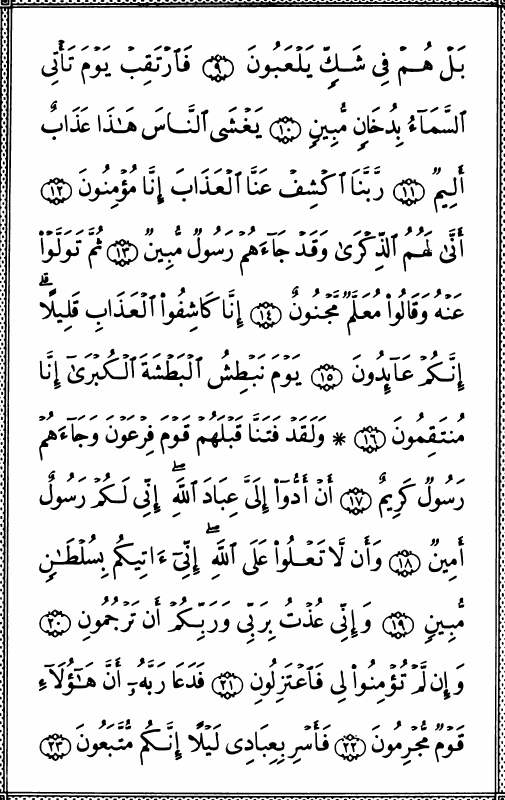 بَلْ هُمْ فِى شَكٍّ يَلْعَبُونَ ٩ فَٱرْتَقِبْ يَوْمَ تَأْتِى
ٱلسَّمَآءُ بِدُخَانٍ مُّبِينٍ ١٠ يَغْشَى ٱلنَّاسَ هَٰذَا عَذَابٌ
أَلِيمٌ ١١ رَّبَّنَا ٱكْشِفْ عَنَّا ٱلْعَذَابَ إِنَّا مُؤْمِنُونَ ١٢
أَنَّىٰ لَهُمُ ٱلذِّكْرَىٰ وَقَدْ جَآءَهُمْ رَسُولٌ مُّبِينٌ ١٣ ثُمَّ تَوَلَّوْا۟
عَنْهُ وَقَالُوا۟ مُعَلَّمٌ مَّجْنُونٌ ١٤ إِنَّا كَاشِفُوا۟ ٱلْعَذَابِ قَلِيلًاۚ
إِنَّكُمْ عَآئِدُونَ ١٥ يَوْمَ نَبْطِشُ ٱلْبَطْشَةَ ٱلْكُبْرَىٰٓ إِنَّا
مُنتَقِمُونَ ١٦ * وَلَقَدْ فَتَنَّا قَبْلَهُمْ قَوْمَ فِرْعَوْنَ وَجَآءَهُمْ
رَسُولٌ كَرِيمٌ ١٧ أَنْ أَدُّوٓا۟ إِلَىَّ عِبَادَ ٱللَّهِۖ إِنِّى لَكُمْ رَسُولٌ
أَمِينٌ ١٨ وَأَن لَّا تَعْلُوا۟ عَلَى ٱللَّهِۖ إِنِّىٓ ءَاتِيكُم بِسُلْطَٰنٍ
مُّبِينٍ ١٩ وَإِنِّى عُذْتُ بِرَبِّى وَرَبِّكُمْ أَن تَرْجُمُونِ ٢٠
وَإِن لَّمْ تُؤْمِنُوا۟ لِى فَٱعْتَزِلُونِ ٢١ فَدَعَا رَبَّهُۥٓ أَنَّ هَٰٓؤُلَآءِ
قَوْمٌ مُّجْرِمُونَ ٢٢ فَأَسْرِ بِعِبَادِى لَيْلًا إِنَّكُم مُّتَّبَعُونَ ٢٣